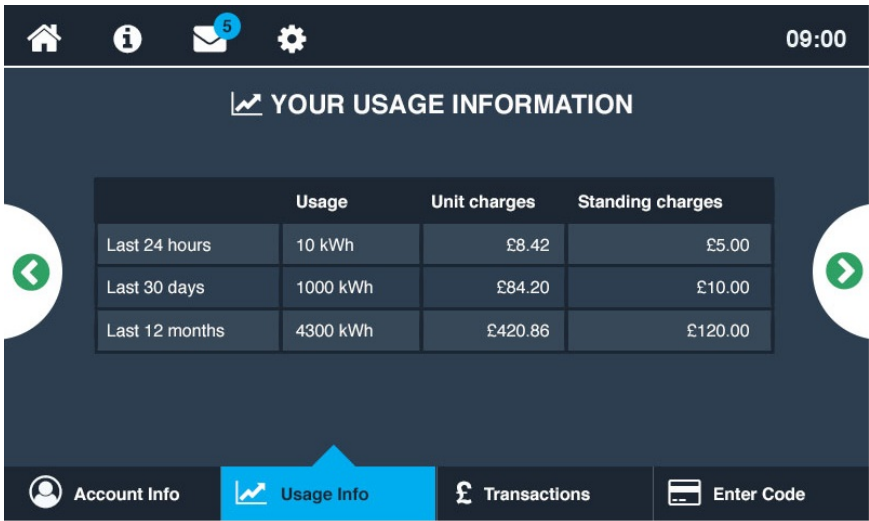 5
09:00
YOUR USAGE INFORMATION
Usage Unit charges Standing charges
Last 24 hours 10 kWh £8.42 £5.00
Last 30 days 1000 kWh £84.20 £10.00
Last 12 months 4300 kWh £420.86 £120.00
Account Info Usage Info £ Transactions Enter Code